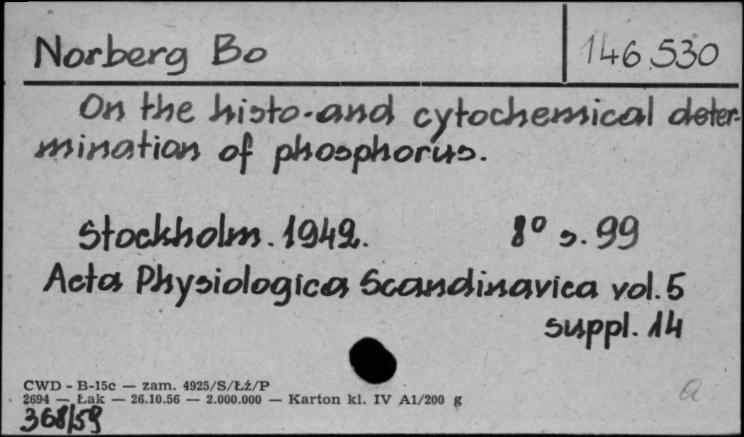 Norberg Bo
146.530
On the histo-and cytochemical deter-
mination of phosphorus.
Stockholm. 1942. 8° s. 99
Acta Physiologica Scandinavica vol. 5
suppl. 14
CWD - B-15c — zam. 4925/S/Łź/P
2694 — Łak — 26.10.56 — 2.000.000 — Karton kl. IV A1/200 g
368/59
a